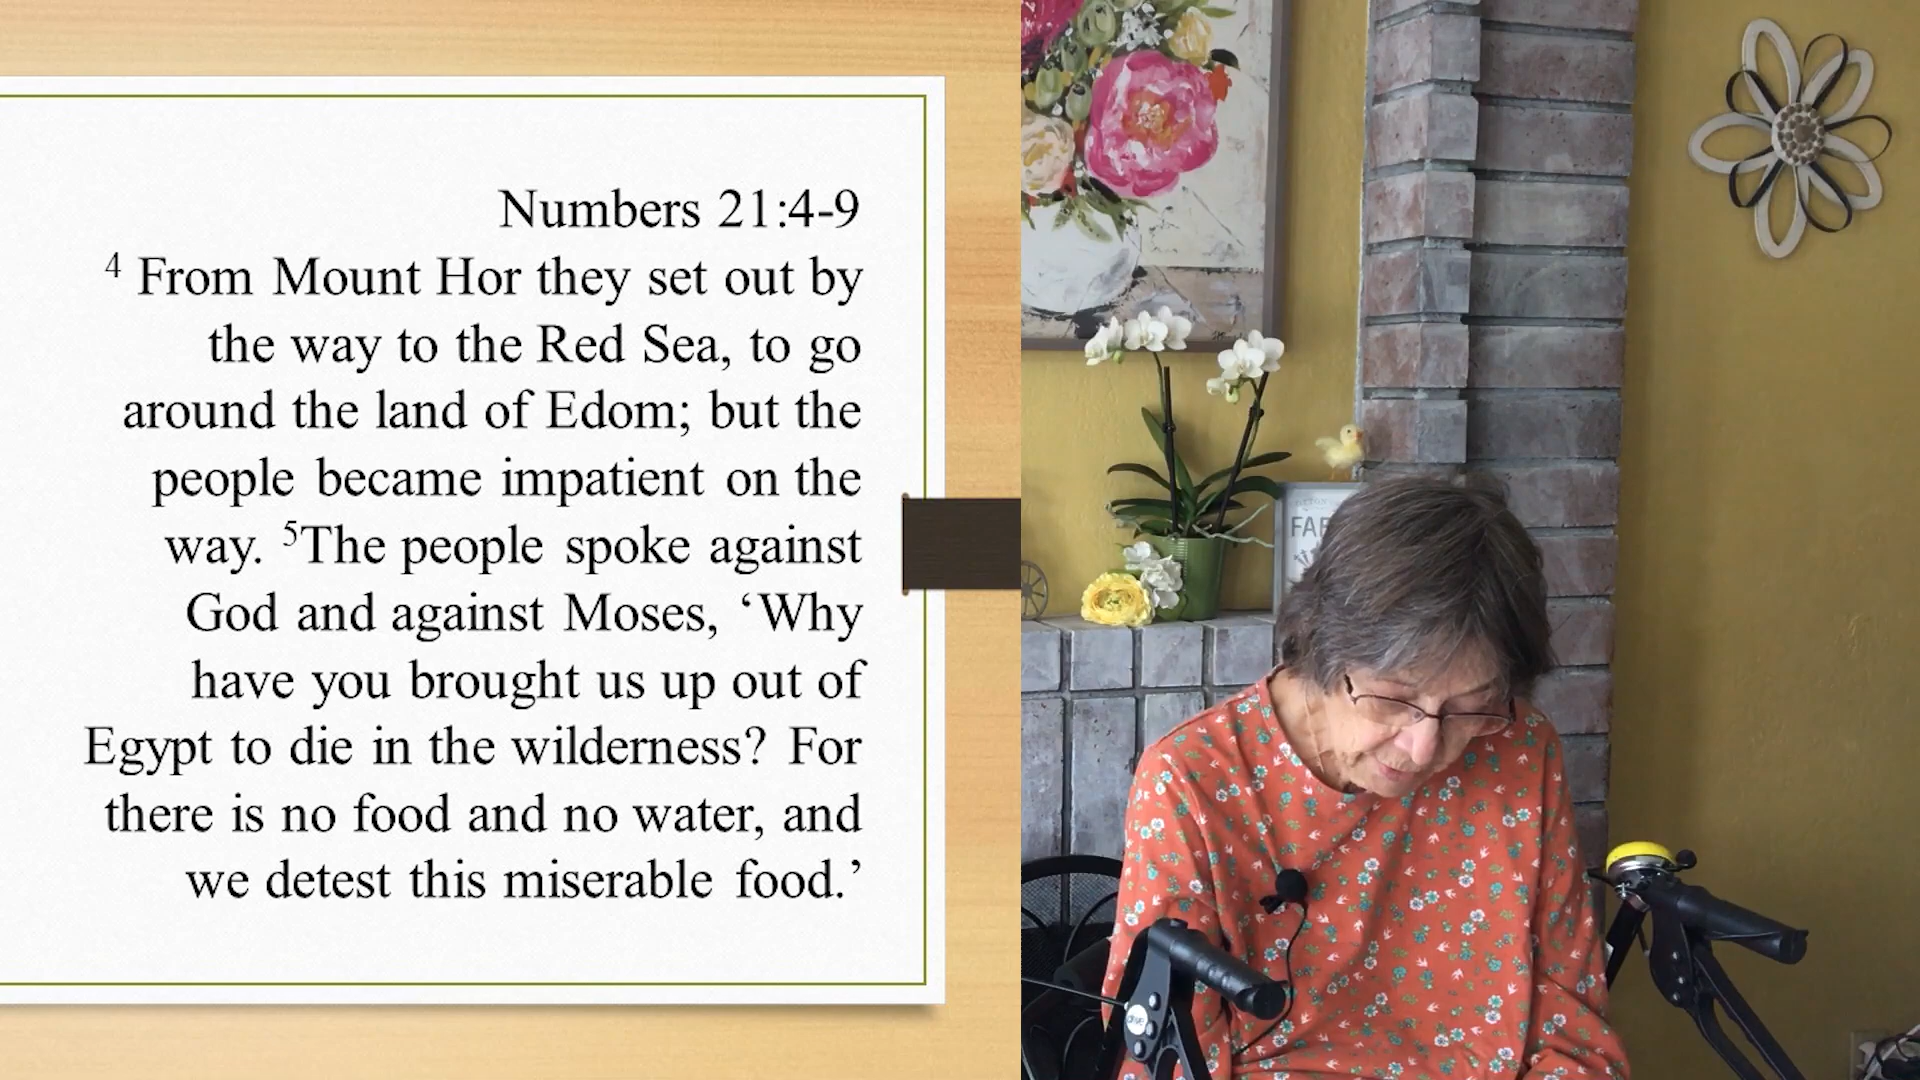 Numbers 21:4-9
4 From Mount Hor they set out by
the way to the Red Sea, to go
around the land of Edom; but the
people became impatient on the
way. 5The people spoke against
God and against Moses, ‘Why
have you brought us up out of
Egypt to die in the wilderness? For
there is no food and no water, and
we detest this miserable food.’